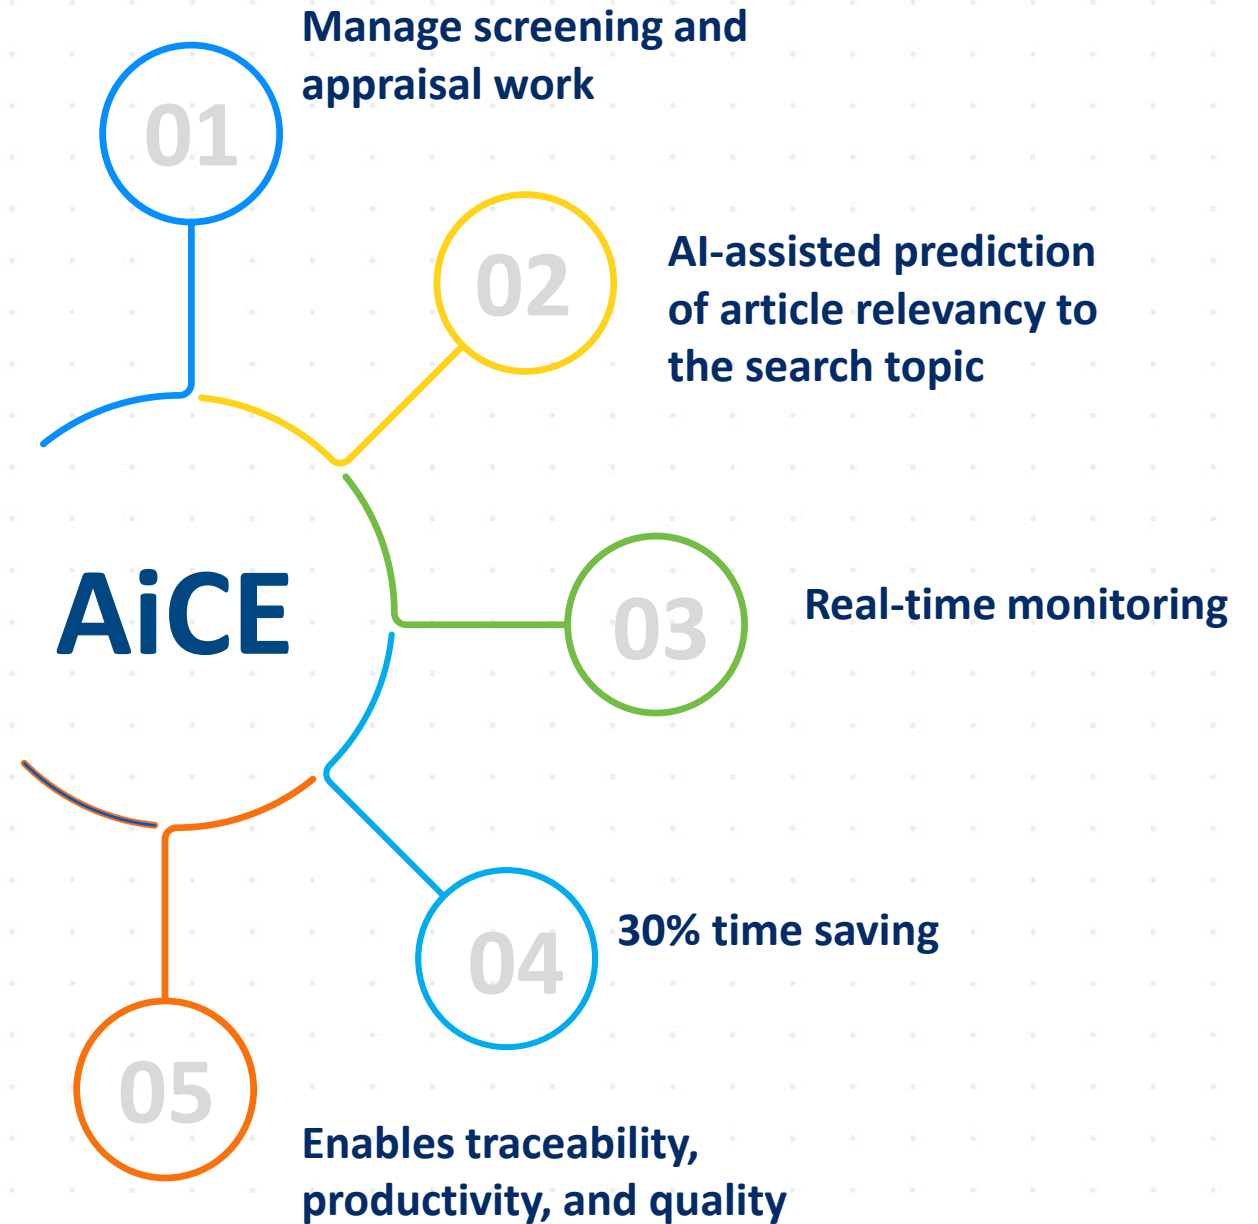 Manage screening and
appraisal work
01
02
AI-assisted prediction
of article relevancy to
the search topic
AiCE
03
Real-time monitoring
04
30% time saving
05
Enables traceability,
productivity, and quality